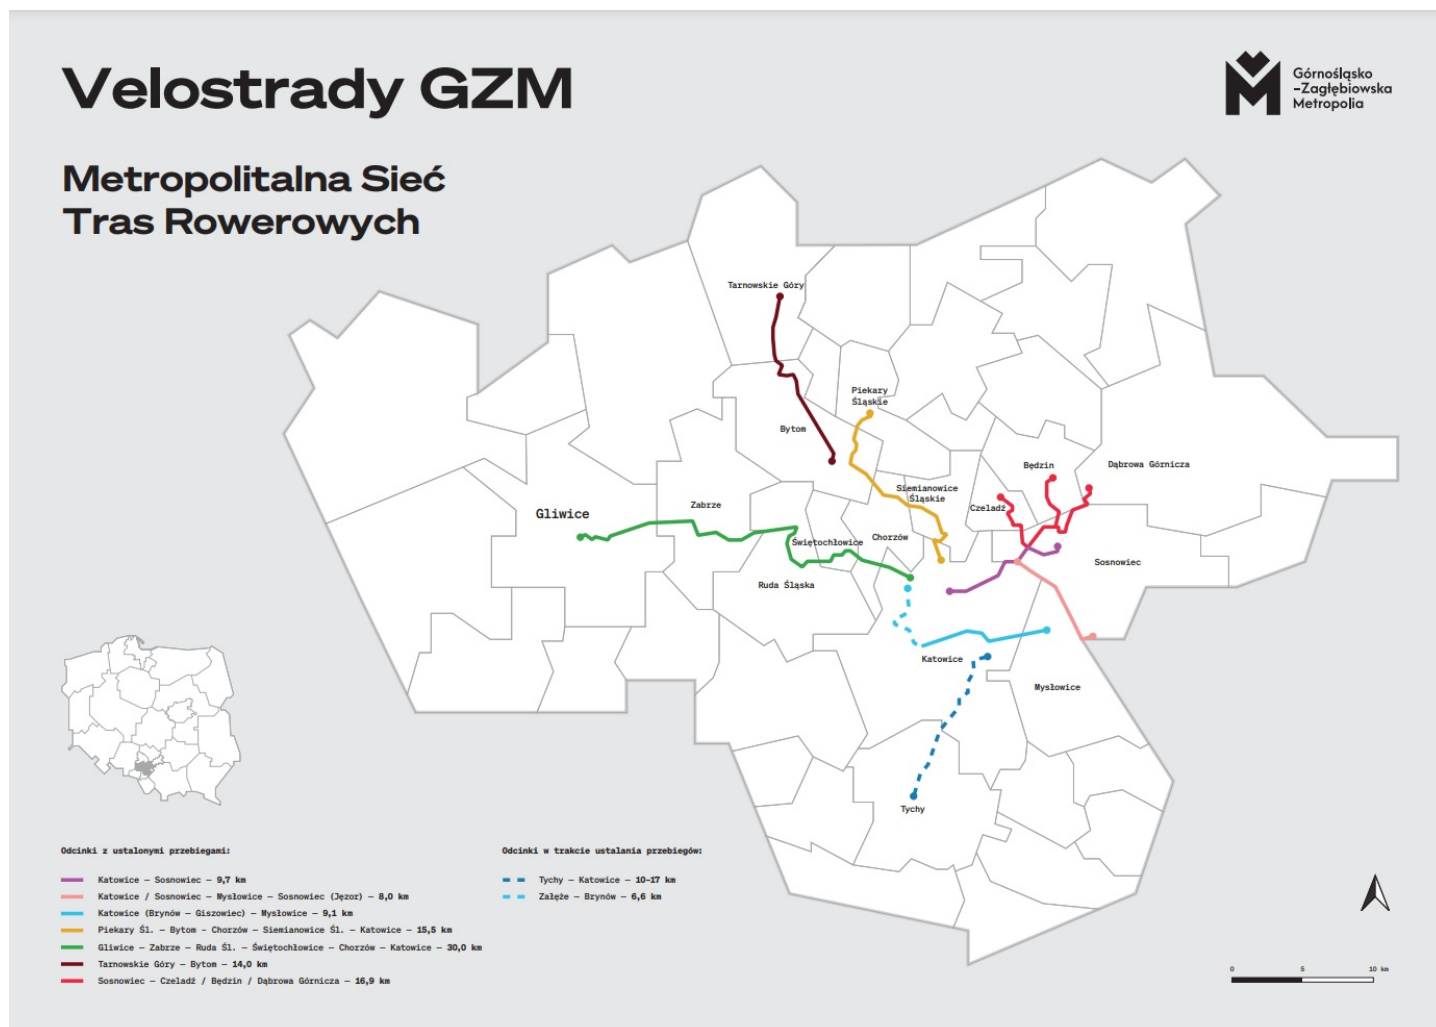 Velostrady GZM
Górnośląsko
-Zagłębiowska
Metropolia
Metropolitalna Sieć
Tras Rowerowych
Tarnowskie Góry
Piekary
Śląskie
Bytom
Będzin
Dąbrowa Górnicza
Siemianowice
Śląskie
Czeladź
Zabrze
Gliwice
Świętochłowice
Chorzów
Sosnowiec
Ruda Śląska
Katowice
Mysłowice
Tychy
Odcinki z ustalonymi przebiegami:
Katowice – Sosnowiec – 9,7 km
Katowice / Sosnowiec – Mysłowice – Sosnowiec (Jęzor) – 8,0 km
Katowice (Brynów – Giszowiec) – Mysłowice – 9,1 km
Piekary Śl. – Bytom - Chorzów – Siemianowice Śl. – Katowice – 15,5 km
Gliwice – Zabrze – Ruda Śl. – Świętochłowice – Chorzów – Katowice – 30,0 km
Tarnowskie Góry – Bytom – 14,0 km
Sosnowiec – Czeladź / Będzin / Dąbrowa Górnicza – 16,9 km
Odcinki w trakcie ustalania przebiegów:
Tychy – Katowice – 10-17 km
Załęże – Brynów – 6,6 km
0 5 10 km